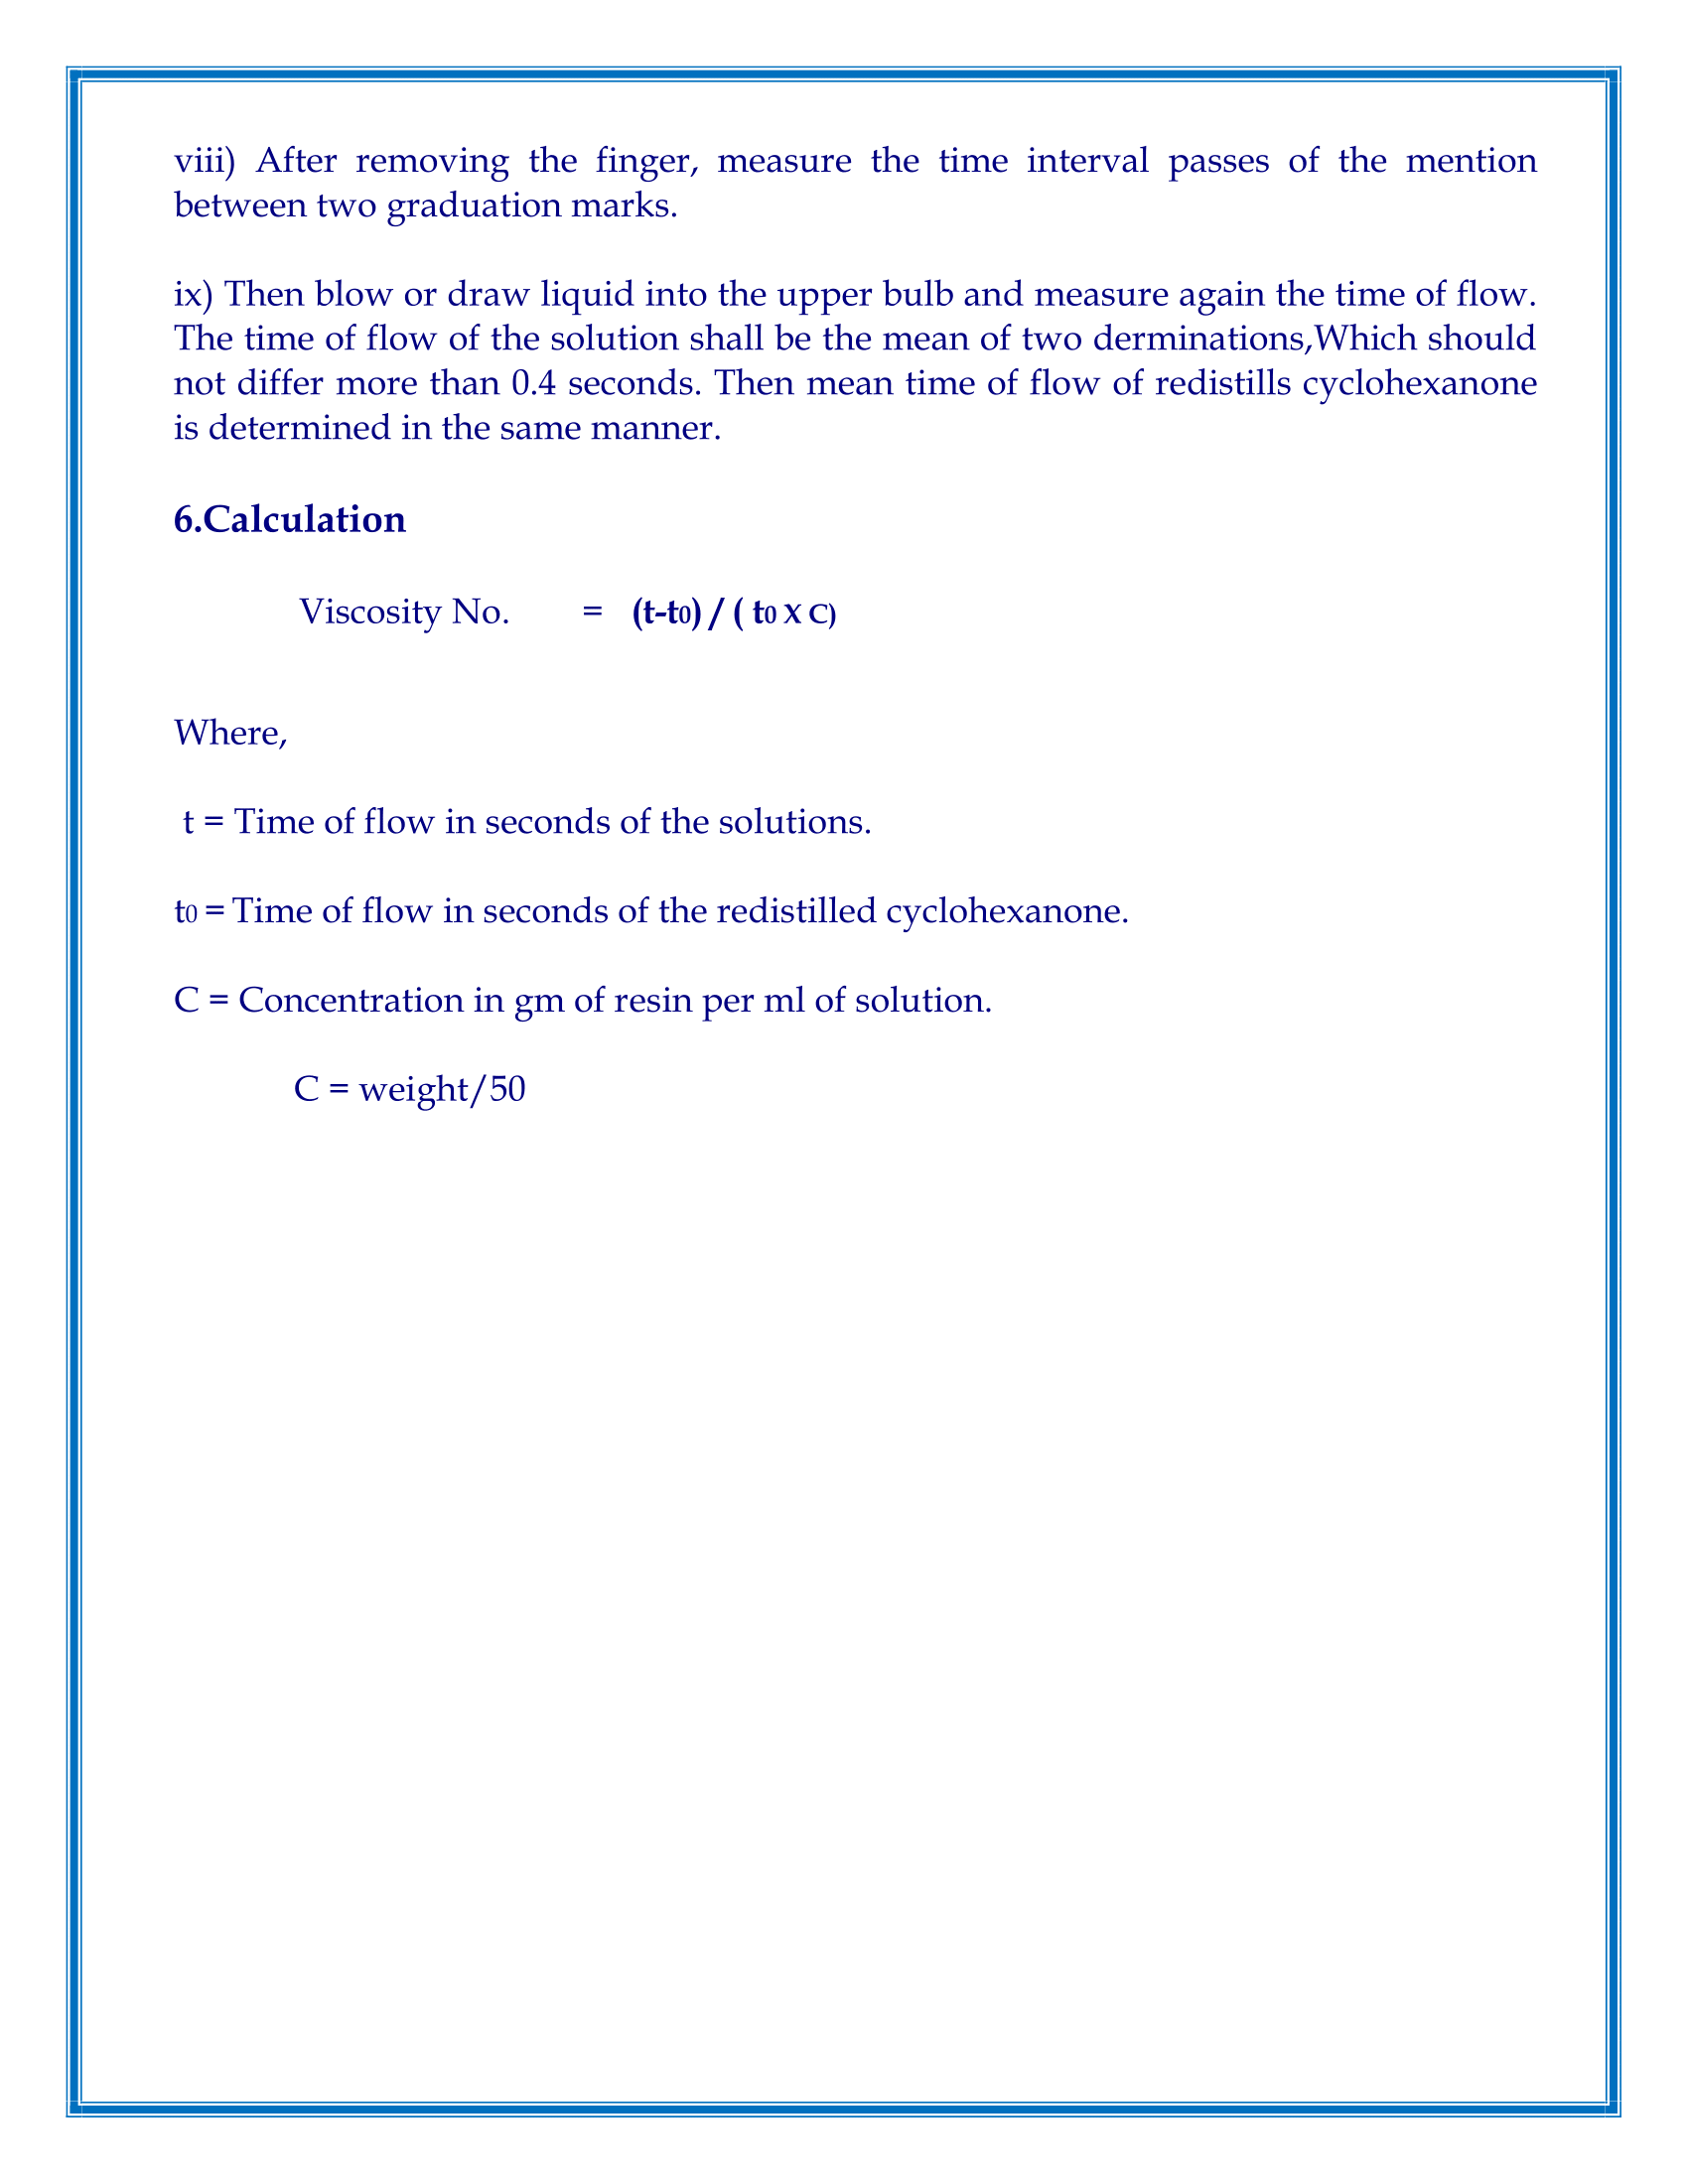 viii) After removing the finger, measure the time interval passes of the mention
between two graduation marks.
ix) Then blow or draw liquid into the upper bulb and measure again the time of flow.
The time of flow of the solution shall be the mean of two derminations,Which should
not differ more than 0.4 seconds. Then mean time of flow of redistills cyclohexanone
is determined in the same manner.
6.Calculation
Viscosity No. = (t-t0) / ( t0 X C)
Where,
t = Time of flow in seconds of the solutions.
t0 = Time of flow in seconds of the redistilled cyclohexanone.
C = Concentration in gm of resin per ml of solution.
C = weight/50